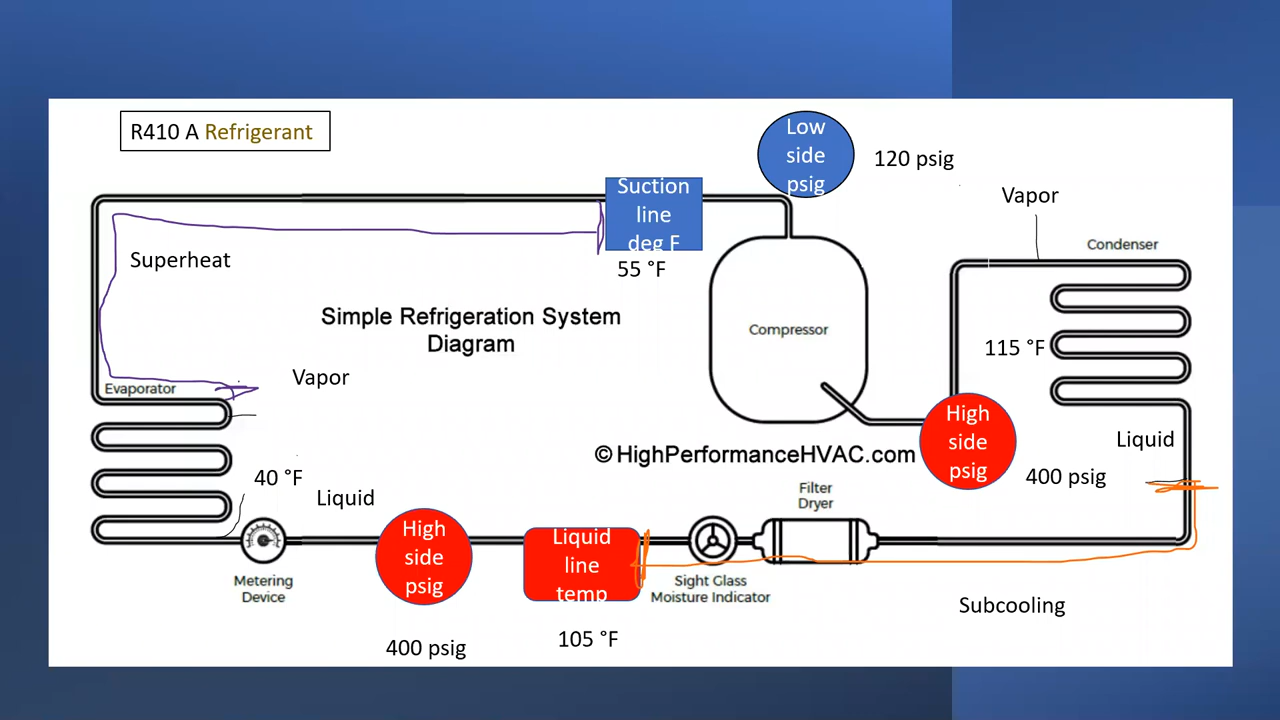 R410 A Refrigerant
Low
side
psig
120 psig
Suction
line
deg F
55 °F
Vapor
Condenser
Superheat
Simple Refrigeration System
Diagram
Compressor
115 °F
Evaporator
Vapor
High
side
psig
Liquid
© HighPerformanceHVAC.com
400 psig
40 °F
Liquid
Filter
Dryer
High
side
psig
Liquid
line
temp
Metering
Device
Sight Glass
Moisture Indicator
Subcooling
400 psig
105 °F